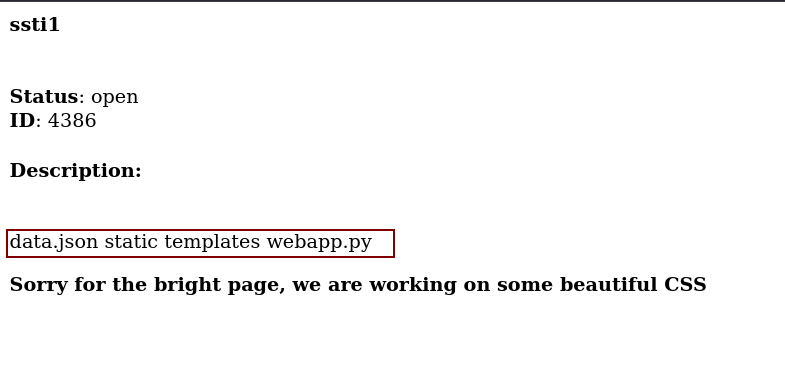 ssti1
Status: open
ID: 4386
Description:
data.json static templates webapp.py
Sorry for the bright page, we are working on some beautiful CSS